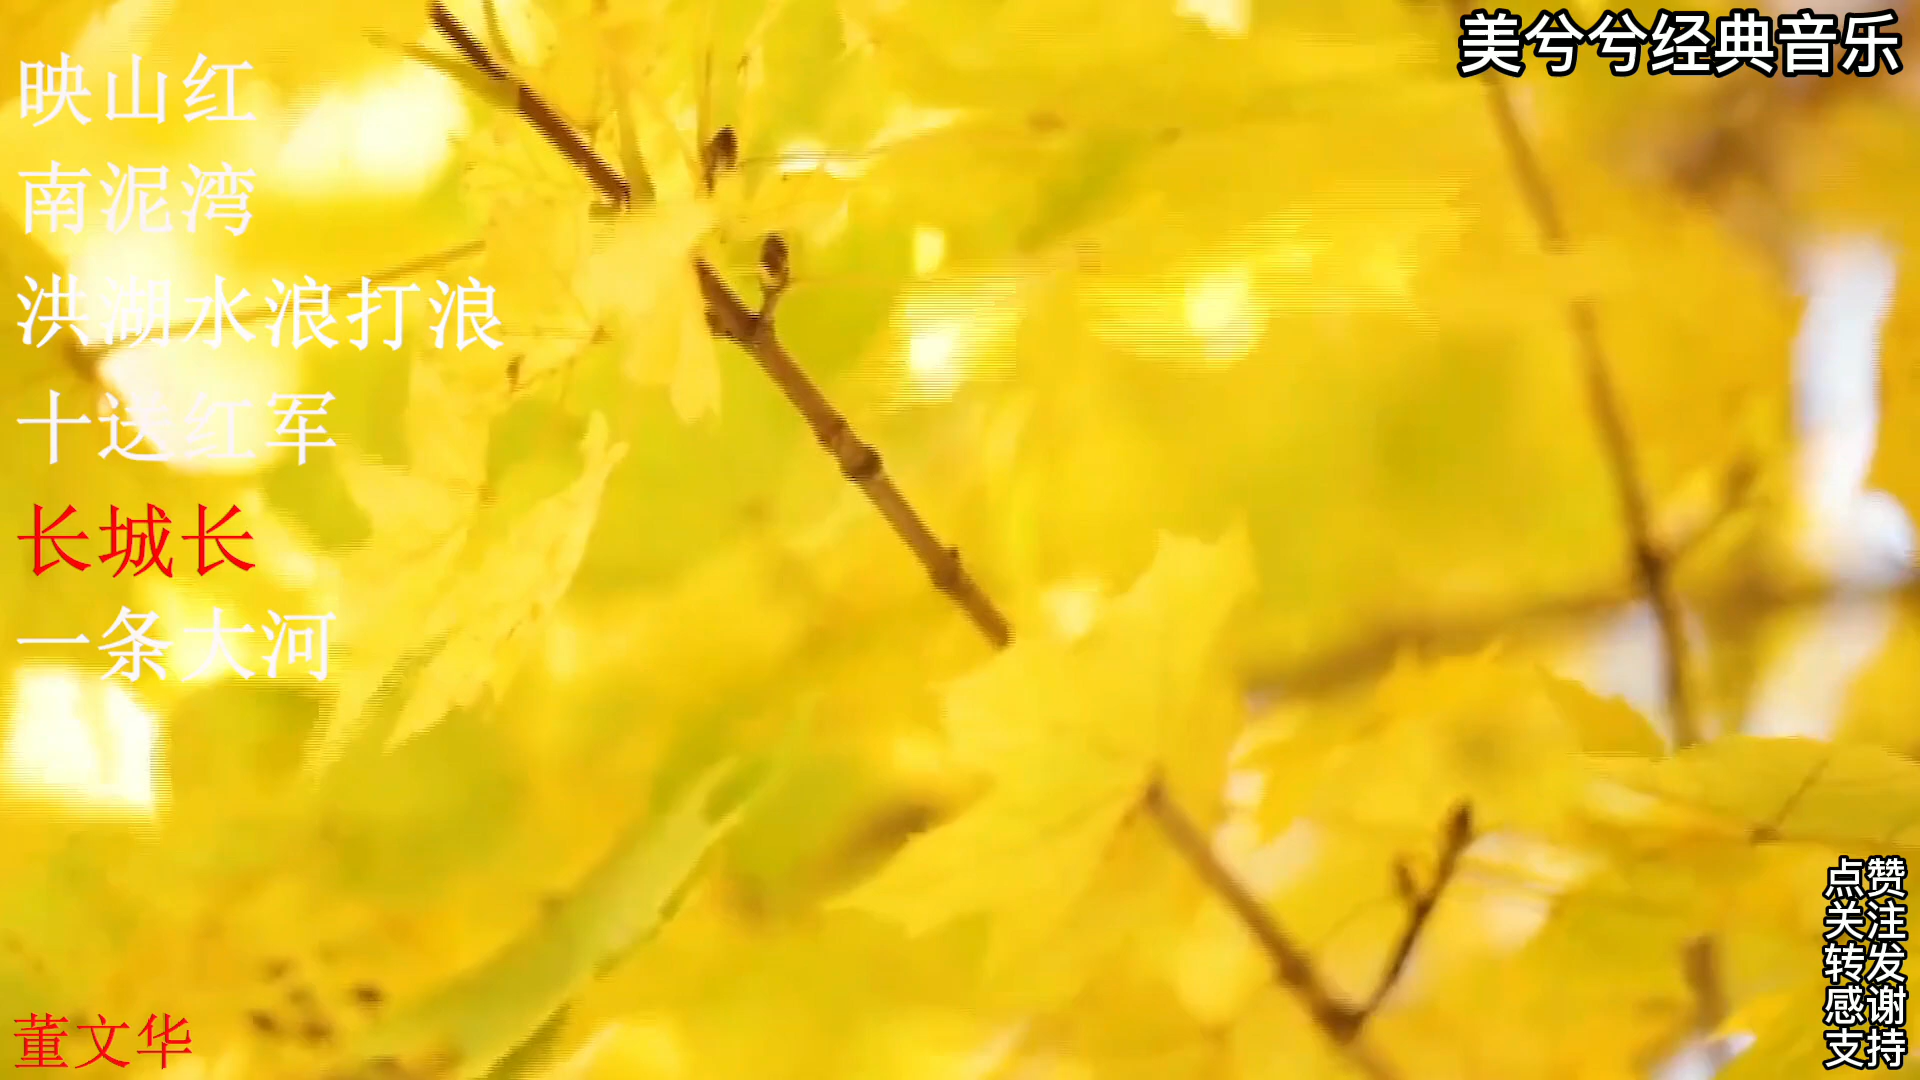 美兮兮经典音乐
映山红
南泥湾
洪湖水浪打浪
十送红军
长城长
一条大河
董文华
点赞
关注
转发
感谢
支持